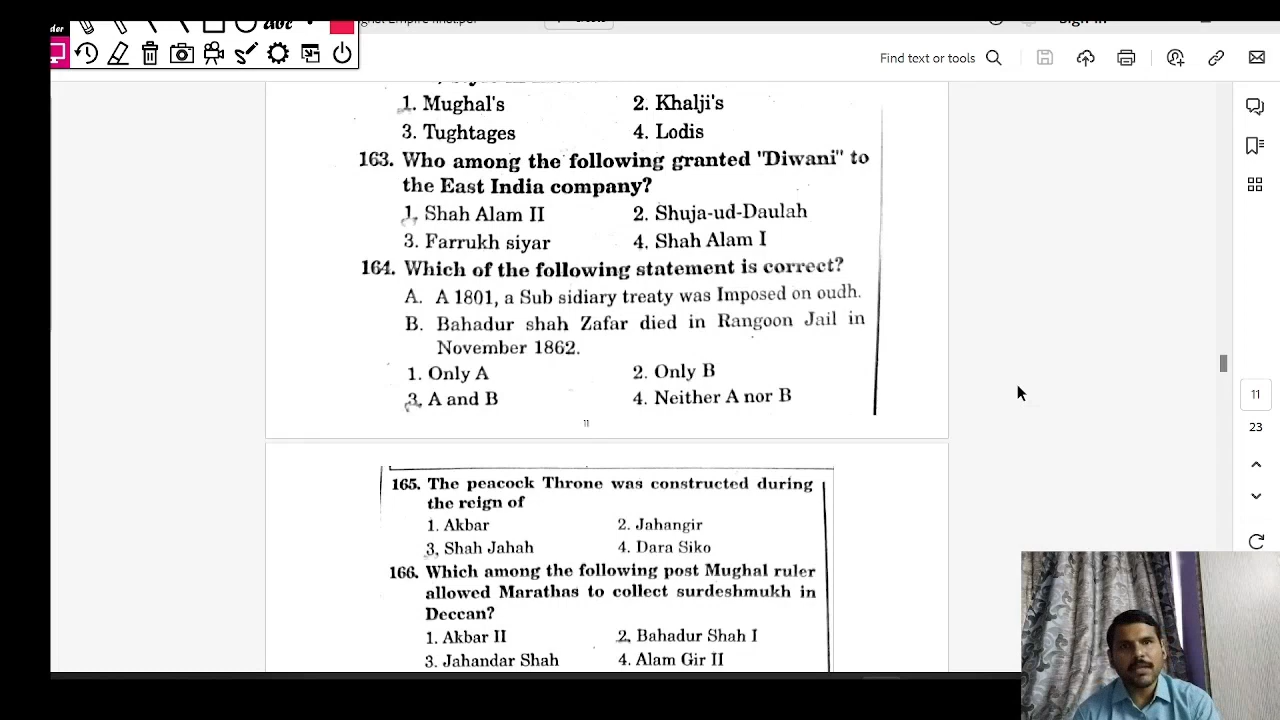 abc
Sign in
Find text or tools
1. Mughal's 2. Khalji's
3. Tughtages 4. Lodis
163. Who among the following granted "Diwani" to
the East India company?
1. Shah Alam II 2. Shuja-ud-Daulah
3. Farrukh siyar 4. Shah Alam I
164. Which of the following statement is correct?
A. A 1801, a Sub sidiary treaty was Imposed on oudh.
B. Bahadur shah Zafar died in Rangoon Jail in
November 1862.
1. Only A 2. Only B
3. A and B 4. Neither A nor B
11
11
23
165. The peacock Throne was constructed during
the reign of
1. Akbar 2. Jahangir
3. Shah Jahah 4. Dara Siko
166. Which among the following post Mughal ruler
allowed Marathas to collect surdeshmukh in
Deccan?
1. Akbar II 2. Bahadur Shah I
3. Jahandar Shah 4. Alam Gir II